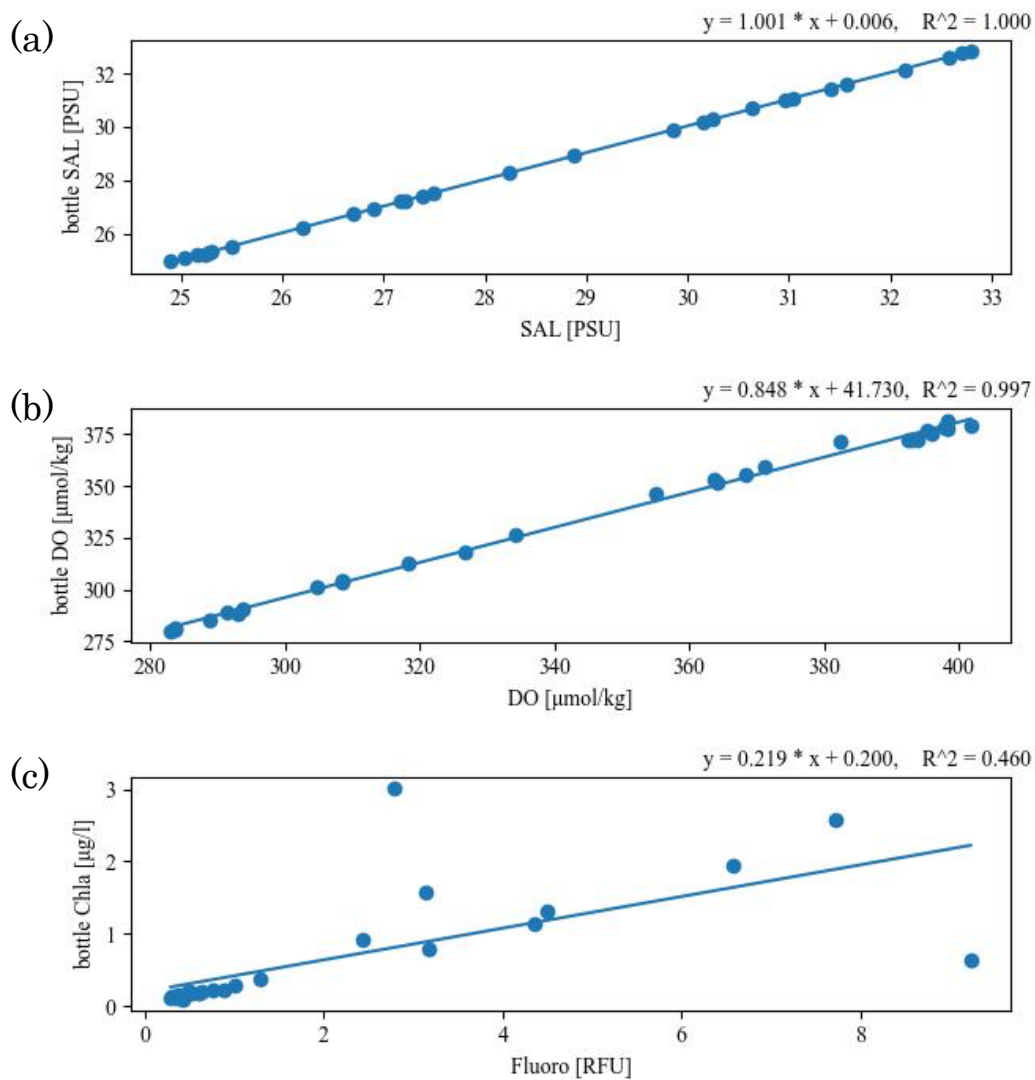 (a)
y = 1.001 * x + 0.006, R^2 = 1.000
bottle SAL [PSU]
32
30
28
26
25 26 27 28 29 30 31 32 33
SAL [PSU]
(b)
y = 0.848 * x + 41.730, R^2 = 0.997
bottle DO [μmol/kg]
375
350
325
300
275
280 300 320 340 360 380 400
DO [μmol/kg]
(c)
y = 0.219 * x + 0.200, R^2 = 0.460
bottle Chla [μg/l]
3
2
1
0
0 2 4 6 8
Fluoro [RFU]